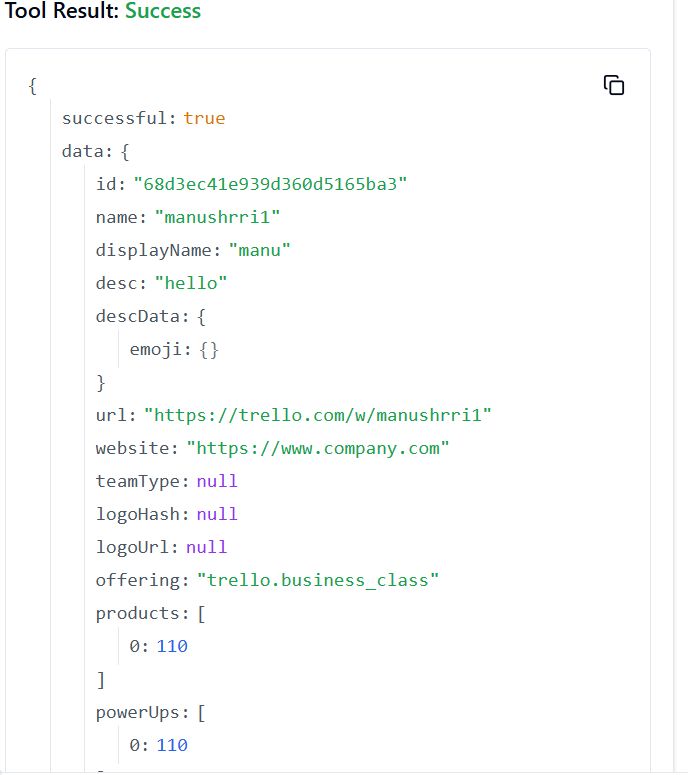 Tool Result: Success
{
successful: true
data: {
id: "68d3ec41e939d360d5165ba3"
name: "manushrri1"
displayName: "manu"
desc: "hello"
descData: {
emoji: {}
}
url: "https://trello.com/w/manushrri1"
website: "https://www.company.com"
teamType: null
logoHash: null
logoUrl: null
offering: "trello.business_class"
products: [
0: 110
]
powerUps: [
0: 110